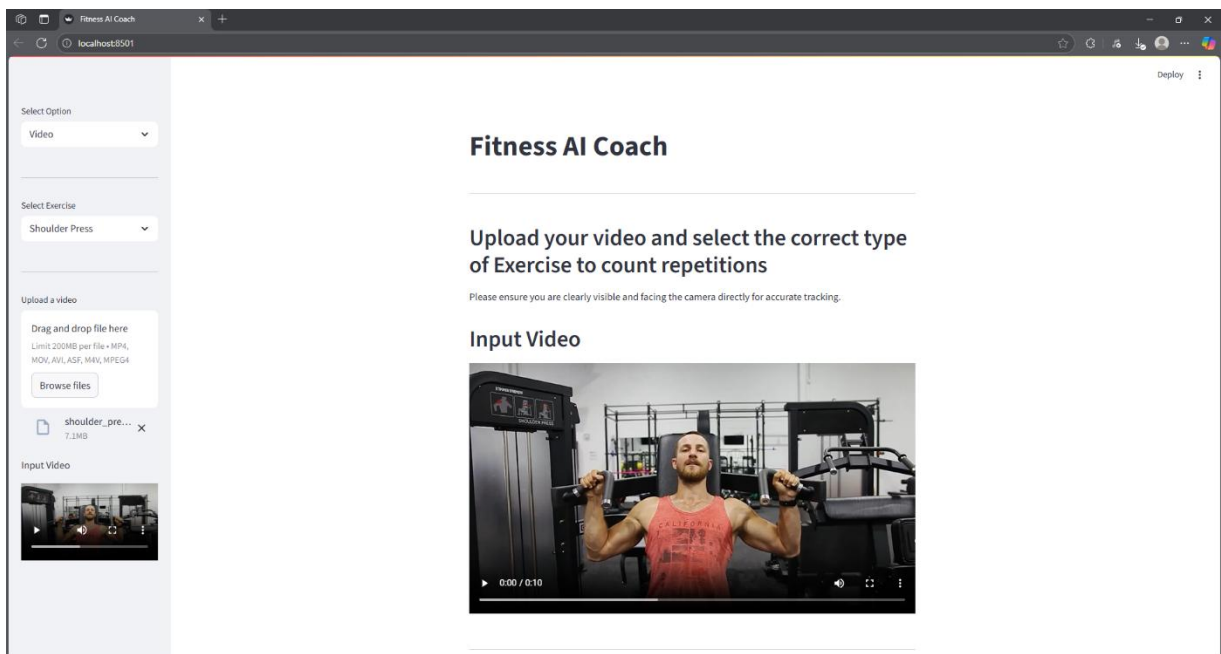 Fitness AI Coach
localhost:8501
Deploy
Select Option
Video
Select Exercise
Shoulder Press
Upload a video
Drag and drop file here
Limit 200MB per file • MP4,
MOV, AVI, ASF, M4V, MPEG4
Browse files
shoulder_pre...
7.1MB
Input Video
Fitness AI Coach
Upload your video and select the correct type
of Exercise to count repetitions
Please ensure you are clearly visible and facing the camera directly for accurate tracking.
Input Video
SHOULDER PRESS
CALIFORNIA
0:00 / 0:10